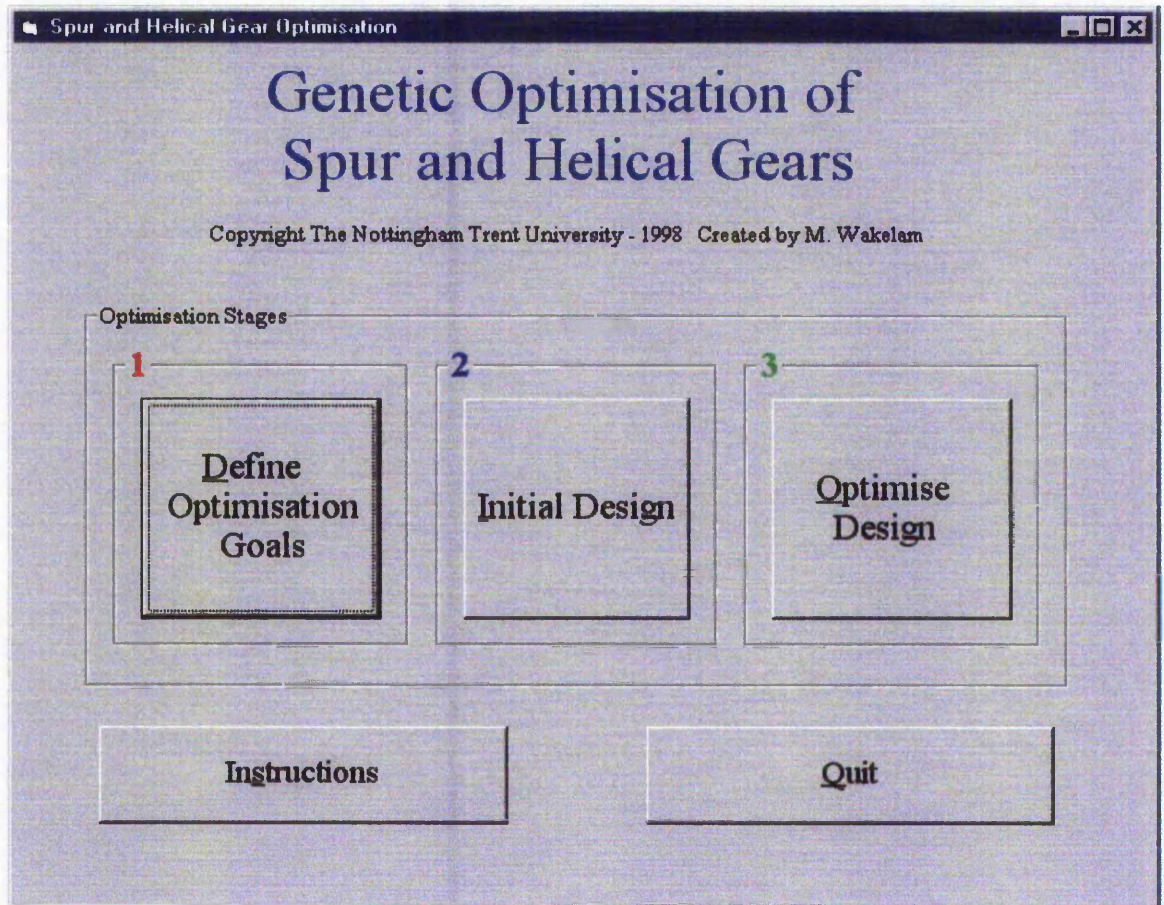 Spur and Helical Gear Optimisation
Genetic Optimisation of
Spur and Helical Gears
Copyright The Nottingham Trent University - 1998 Created by M. Wakelam
Optimisation Stages
1
2
3
Define
Optimisation
Goals
Initial Design
Optimise
Design
Instructions
Quit